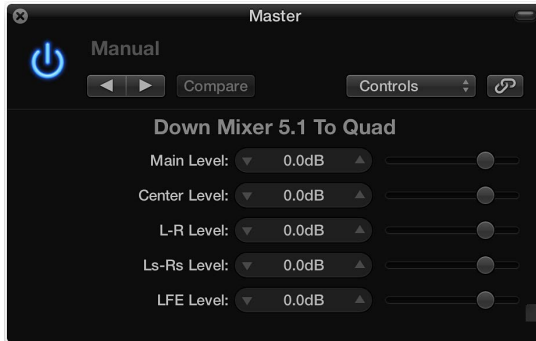 Master
Manual
Compare
Controls
Down Mixer 5.1 To Quad
Main Level: 0.0dB
Center Level: 0.0dB
L-R Level: 0.0dB
Ls-Rs Level: 0.0dB
LFE Level: 0.0dB